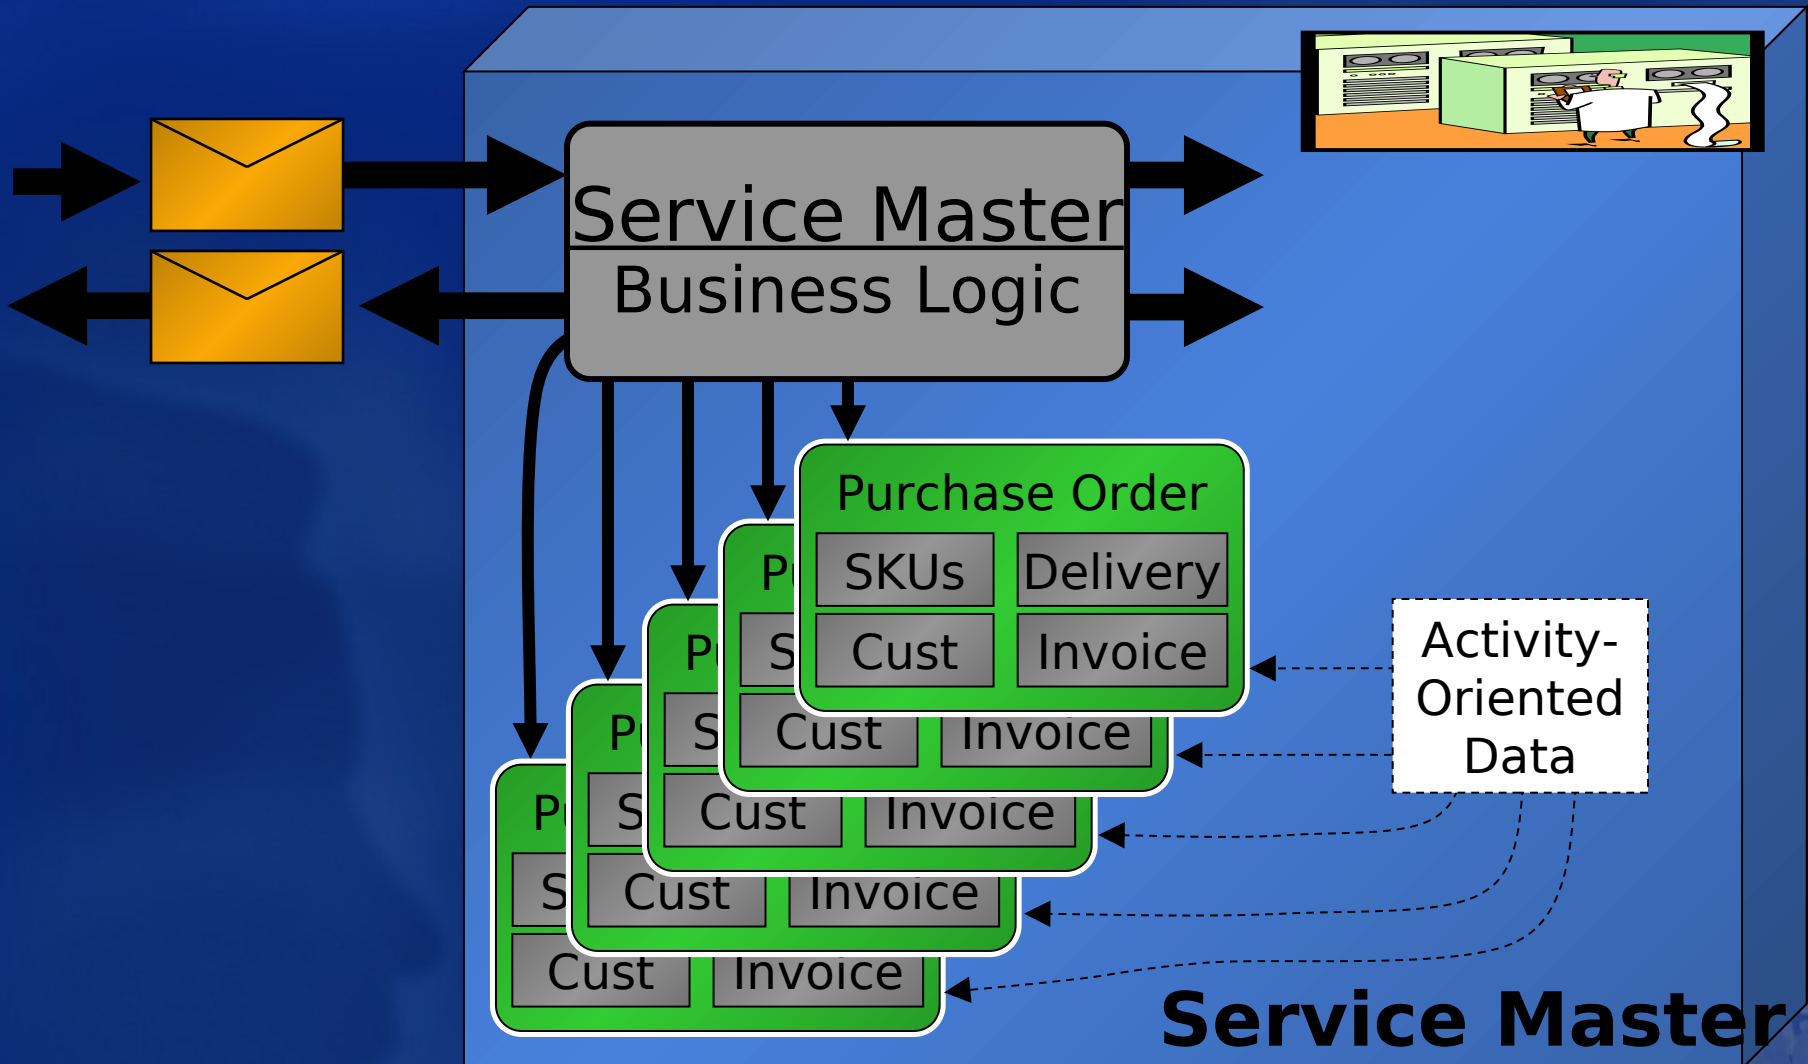 Service Master
Business Logic
Purchase Order
SKUs Delivery
Cust Invoice
Cust Invoice
Cust Invoice
Cust Invoice
Cust Invoice
Activity-
Oriented
Data
Service Master